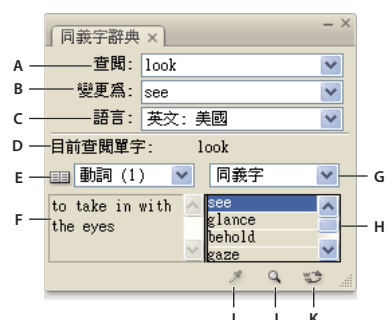 同義字辭典 ×
A 查閱: look
B 變更為: see
C 語言: 英文: 美國
D 目前查閱單字: look
E 動詞 (1) 同義字 G
F to take in with the eyes
see
glance
behold
gaze
H
I J K